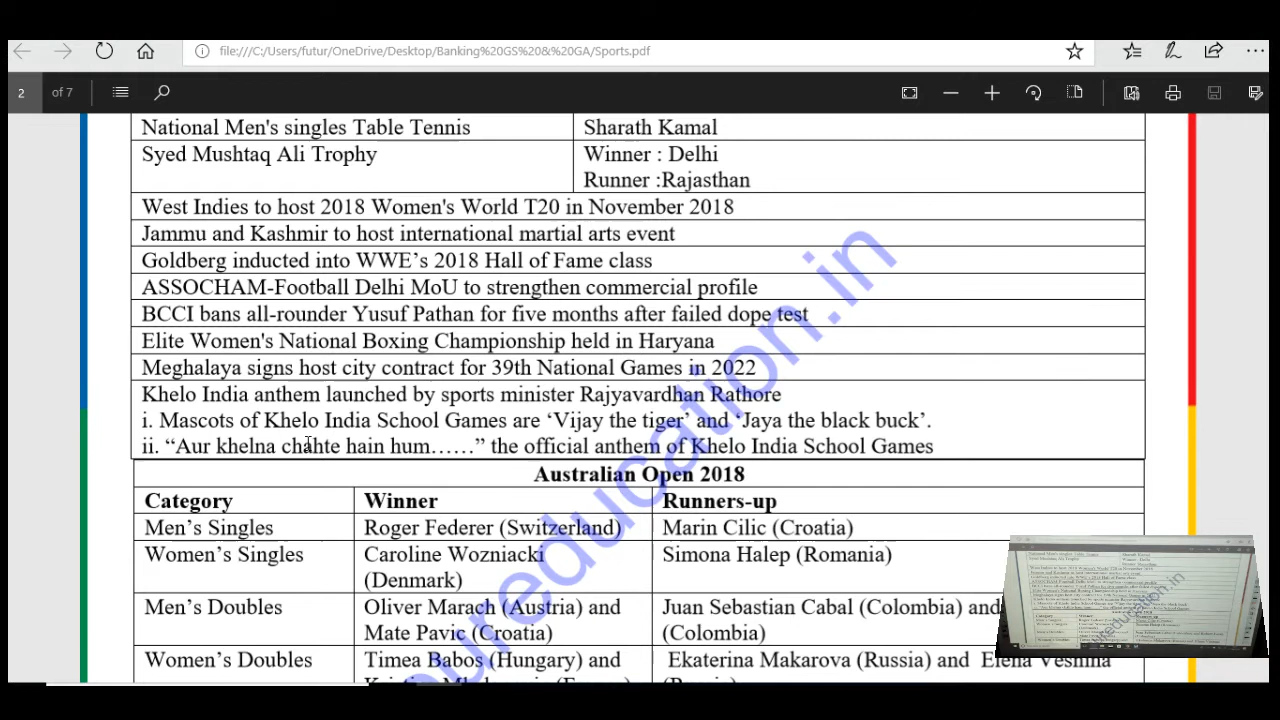 file:///C:/Users/futur/OneDrive/Desktop/Banking%20GS%20&%20GA/Sports.pdf
2 of 7
National Men's singles Table Tennis Sharath Kamal
Syed Mushtaq Ali Trophy Winner : Delhi
Runner :Rajasthan
West Indies to host 2018 Women's World T20 in November 2018
Jammu and Kashmir to host international martial arts event
Goldberg inducted into WWE’s 2018 Hall of Fame class
ASSOCHAM-Football Delhi MoU to strengthen commercial profile
BCCI bans all-rounder Yusuf Pathan for five months after failed dope test
Elite Women's National Boxing Championship held in Haryana
Meghalaya signs host city contract for 39th National Games in 2022
Khelo India anthem launched by sports minister Rajyavardhan Rathore
i. Mascots of Khelo India School Games are ‘Vijay the tiger’ and ‘Jaya the black buck’.
ii. “Aur khelna chahte hain hum……” the official anthem of Khelo India School Games
Australian Open 2018
Category Winner Runners-up
Men’s Singles Roger Federer (Switzerland) Marin Cilic (Croatia)
Women’s Singles Caroline Wozniacki Simona Halep (Romania)
(Denmark)
Men’s Doubles Oliver Marach (Austria) and Juan Sebastian Cabal (Colombia) and
Mate Pavic (Croatia) (Colombia)
Women’s Doubles Timea Babos (Hungary) and Ekaterina Makarova (Russia) and Elena Vesnina
education.in